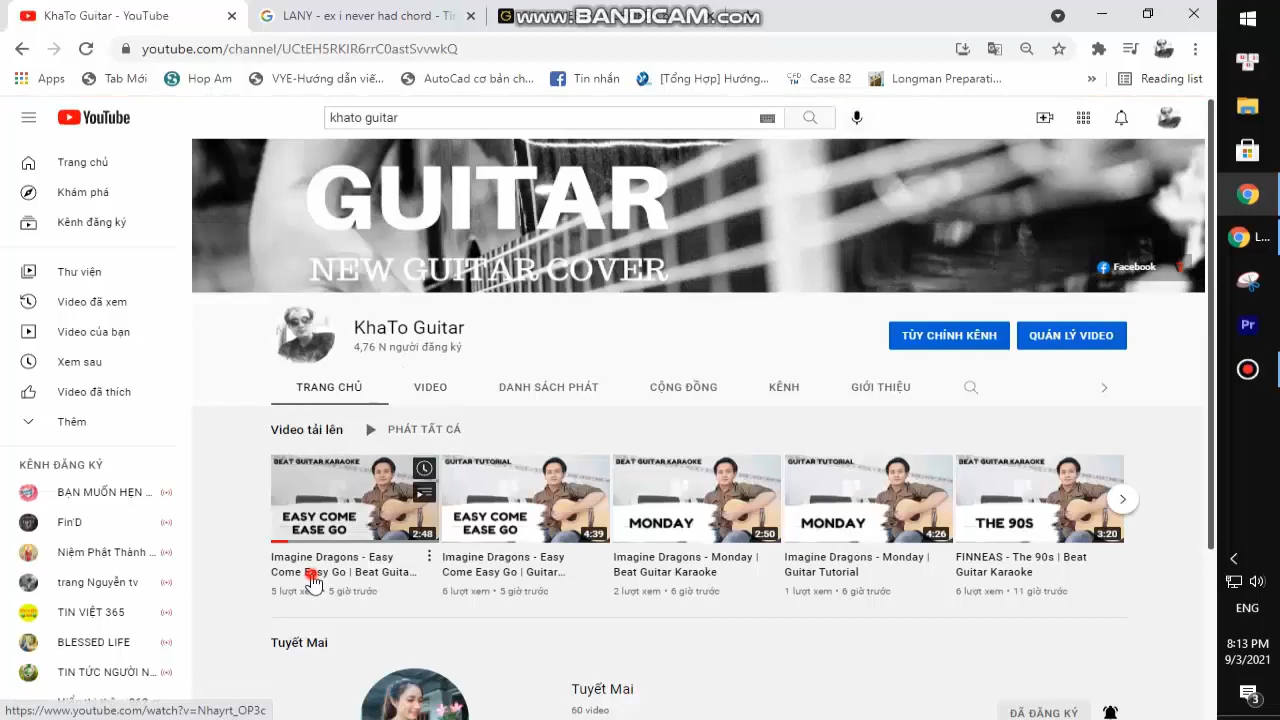 KhaTo Guitar - YouTube
LANY - ex i never had chord - Ti
www.BANDICAM.com
youtube.com/channel/UCtEH5RKIR6rrC0astSvvwkQ
Apps
Tab Mới
Hop Am
VYE-Hướng dẫn viế...
AutoCad cơ bản ch...
Tin nhắn
[Tổng Hợp] Hướng...
Case 82
Longman Preparati...
»
Reading list
YouTube
khato guitar
Trang chủ
Khám phá
Kênh đăng ký
Thư viện
Video đã xem
Video của bạn
Xem sau
Video đã thích
Thêm
KÊNH ĐĂNG KÝ
BẠN MUỐN HẸN ...
Fin'D
Niệm Phật Thành ...
trang Nguyễn tv
TIN VIỆT 365
BLESSED LIFE
TIN TỨC NGƯỜI N...
GUITAR
NEW GUITAR COVER
Facebook
KhaTo Guitar
4,76 N người đăng ký
TÙY CHỈNH KÊNH
QUẢN LÝ VIDEO
TRANG CHỦ
VIDEO
DANH SÁCH PHÁT
CỘNG ĐỒNG
KÊNH
GIỚI THIỆU
Video tải lên
PHÁT TẤT CẢ
BEAT GUITAR KARAOKE
EASY COME
EASE GO
2:48
GUITAR TUTORIAL
EASY COME
EASE GO
4:39
BEAT GUITAR KARAOKE
MONDAY
2:50
GUITAR TUTORIAL
MONDAY
4:26
BEAT GUITAR KARAOKE
THE 90S
3:20
Imagine Dragons - Easy
Come Easy Go | Beat Guita...
5 lượt xem • 5 giờ trước
Imagine Dragons - Easy
Come Easy Go | Guitar...
6 lượt xem • 5 giờ trước
Imagine Dragons - Monday |
Beat Guitar Karaoke
2 lượt xem • 6 giờ trước
Imagine Dragons - Monday |
Guitar Tutorial
1 lượt xem • 6 giờ trước
FINNEAS - The 90s | Beat
Guitar Karaoke
6 lượt xem • 11 giờ trước
Tuyết Mai
Tuyết Mai
60 video
ĐÃ ĐĂNG KÝ
https://www.youtube.com/watch?v=Nhayrt_OP3c
L...
Pr
ENG
8:13 PM
9/3/2021
3